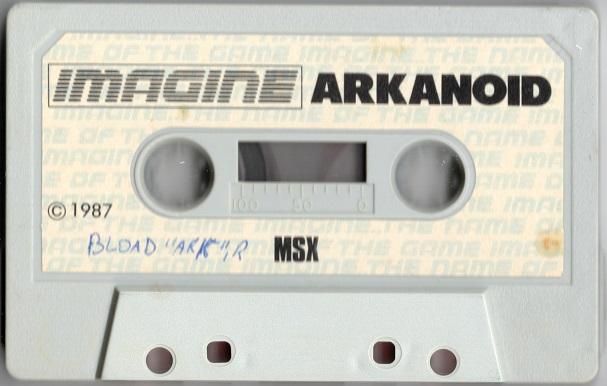 IMAGINE ARKANOID
100 50 0
© 1987
BLOAD "ARK",R MSX